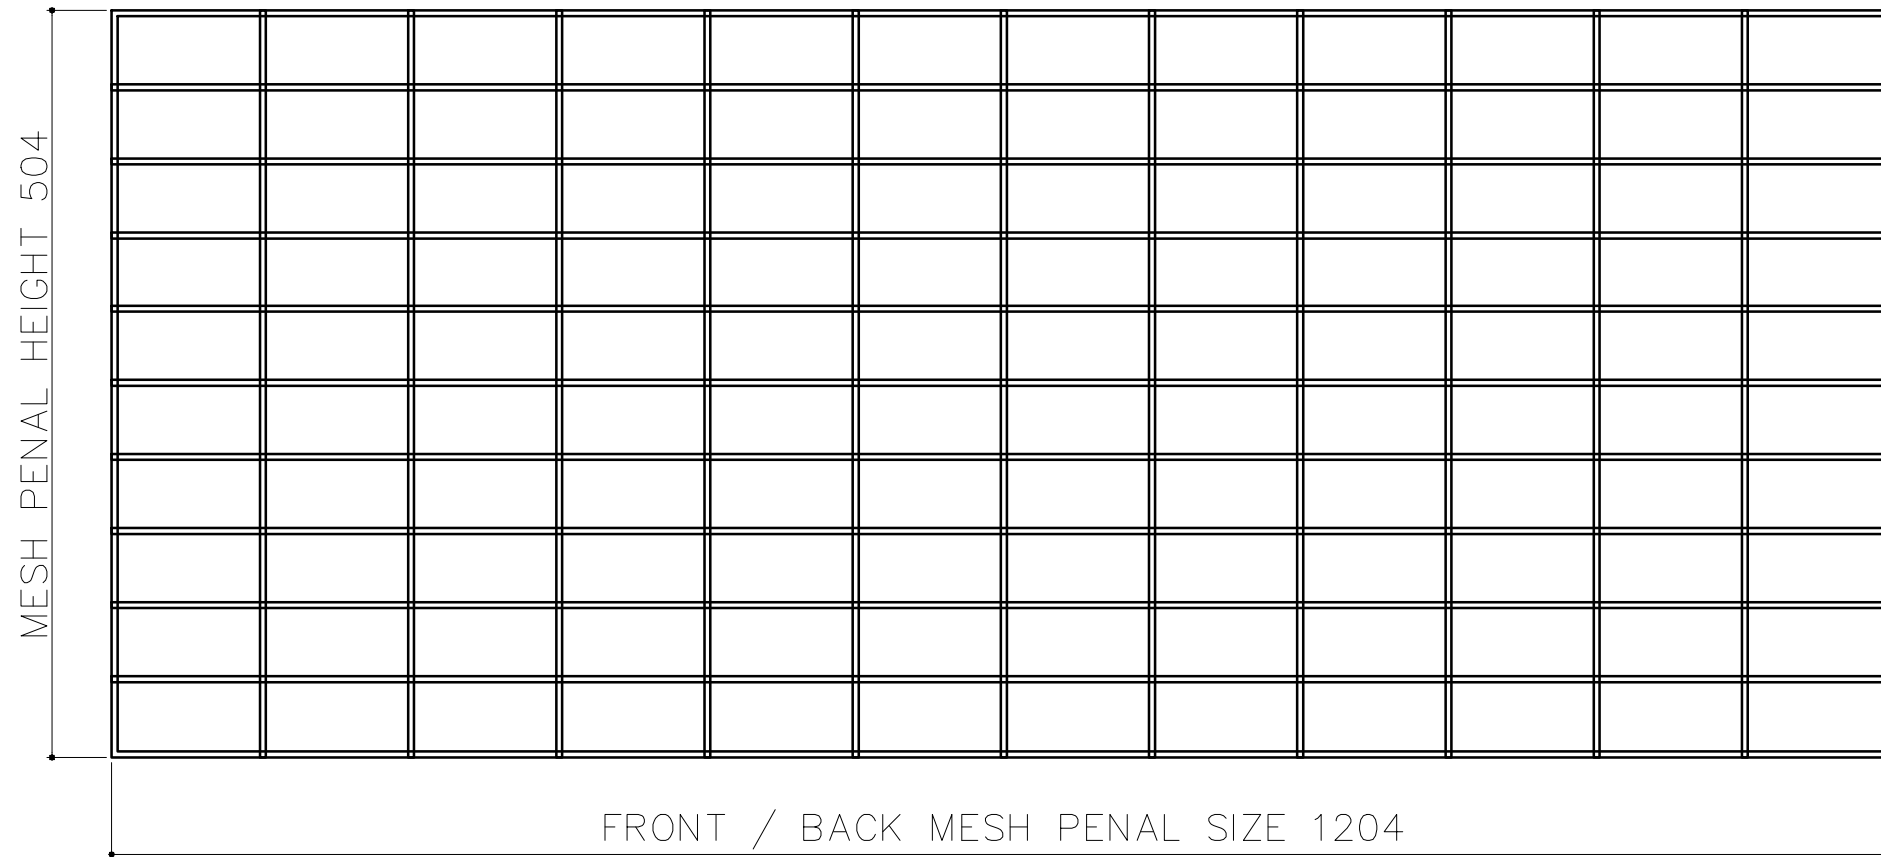 MESH PENAL HEIGHT 504
FRONT / BACK MESH PENAL SIZE 1204